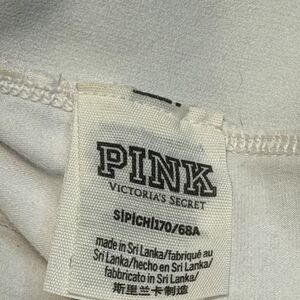 PINK
VICTORIA'S SECRET
S|P|CH|170/68A
made in Sri Lanka/fabriqué au
Sri Lanka/hecho en Sri Lanka/
fabbricato in Sri Lanka/
斯里兰卡制造